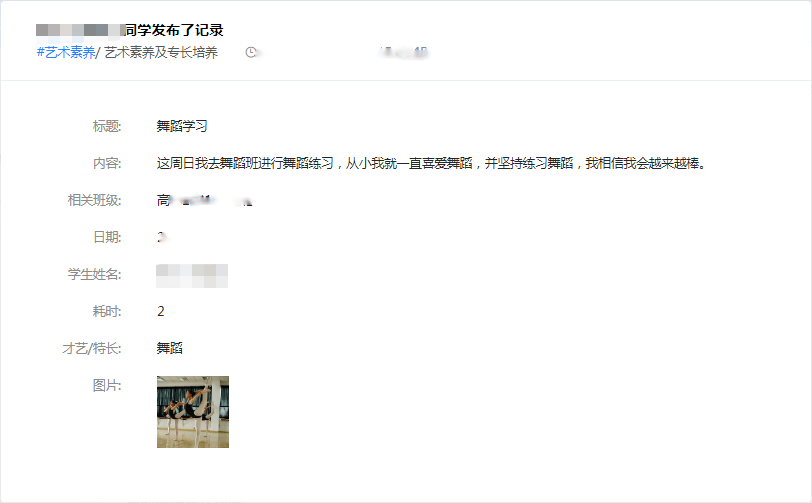 同学发布了记录
#艺术素养/ 艺术素养及专长培养
标题: 舞蹈学习
内容: 这周日我去舞蹈班进行舞蹈练习，从小我就一直喜爱舞蹈，并坚持练习舞蹈，我相信我会越来越棒。
相关班级: 高
日期: 2
学生姓名:
耗时: 2
才艺/特长: 舞蹈
图片: